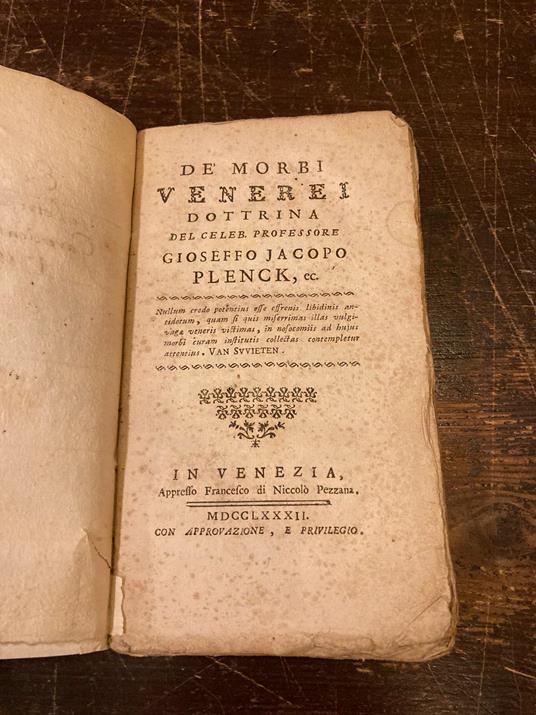 DE' MORBI
VENEREI
DOTTRINA
DEL CELEB. PROFESSORE
GIOSEFFO JACOPO
PLENCK, ec.
Nullum credo potentius esse effrenis libidinis an-
tidotum, quam si quis miserrimas illas vulgi-
vagæ veneris victimas, in nosocomiis ad hujus
morbi curam institutis collectas contempletur
attentius. VAN SVVIETEN.
IN VENEZIA,
Appresso Francesco di Niccolò Pezzana.
MDCCLXXXII.
CON APPROVAZIONE, E PRIVILEGIO.